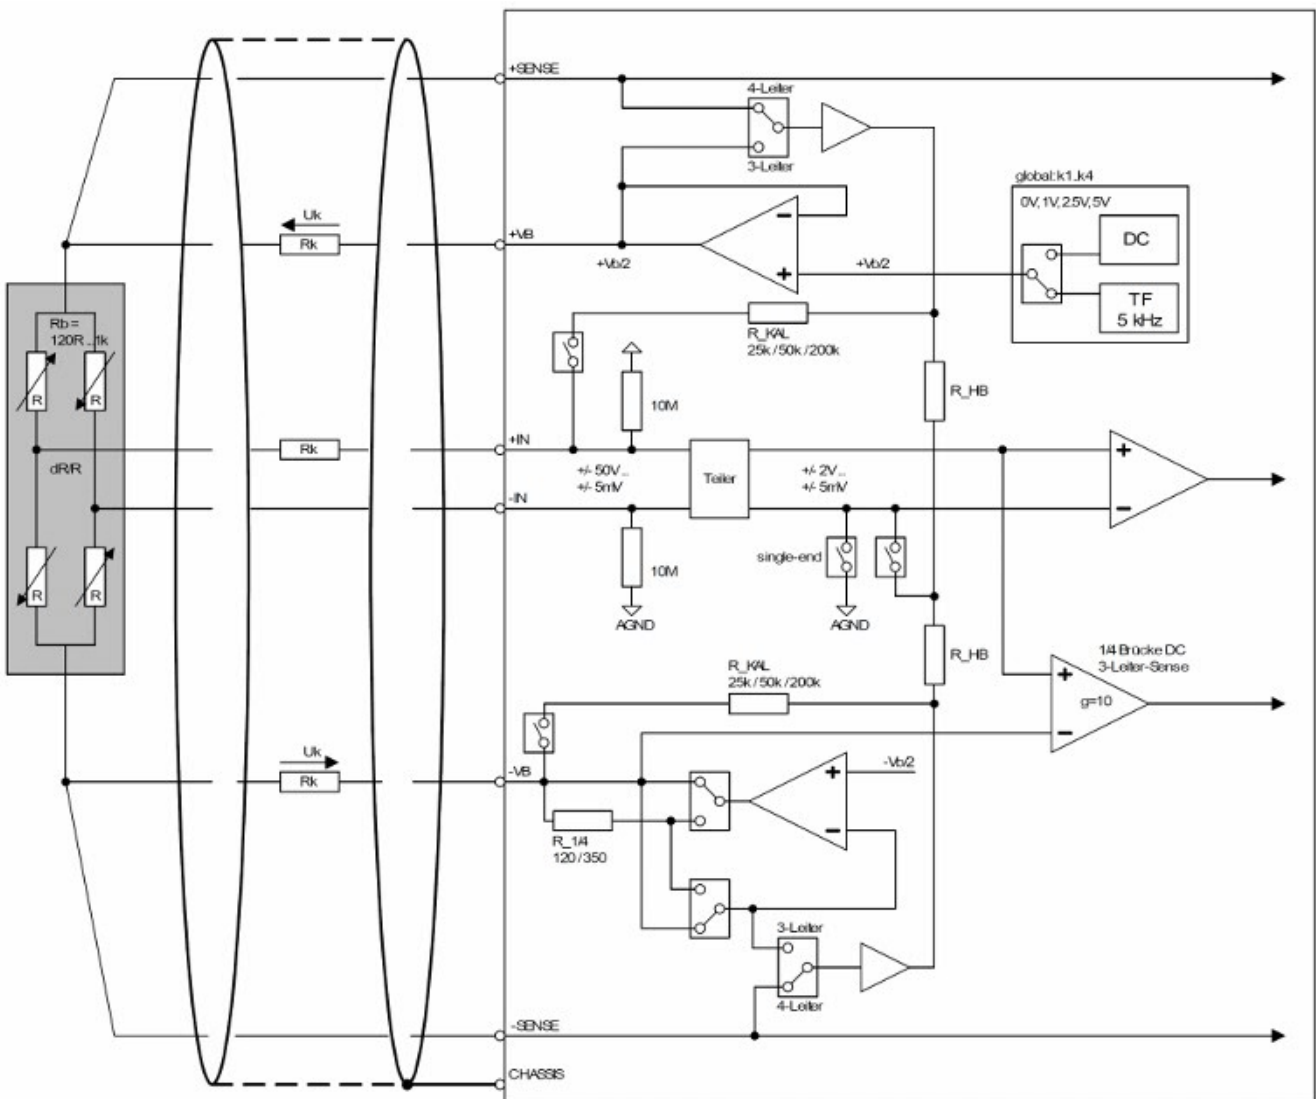 +SENSE
4-Leiter
3-Leiter
global: k1..k4
0V, 1V, 2.5V, 5V
DC
TF
5 kHz
Uk
Rk
+VB
+Vb/2
+Vb/2
-
+
R_KAL
25k / 50k / 200k
Rb =
120R ..1k
R
R
10M
R_HB
+IN
Rk
dR/R
+/- 50V ..
+/- 5mV
Teiler
+/- 2V ..
+/- 5mV
+
-
-IN
single-end
10M
R
R
AGND
AGND
R_HB
1/4 Brücke DC
3-Leiter-Sense
R_KAL
25k / 50k / 200k
+
g=10
-
Uk
Rk
-VB
-Vb/2
+
-
R_1/4
120 / 350
3-Leiter
4-Leiter
-SENSE
CHASSIS